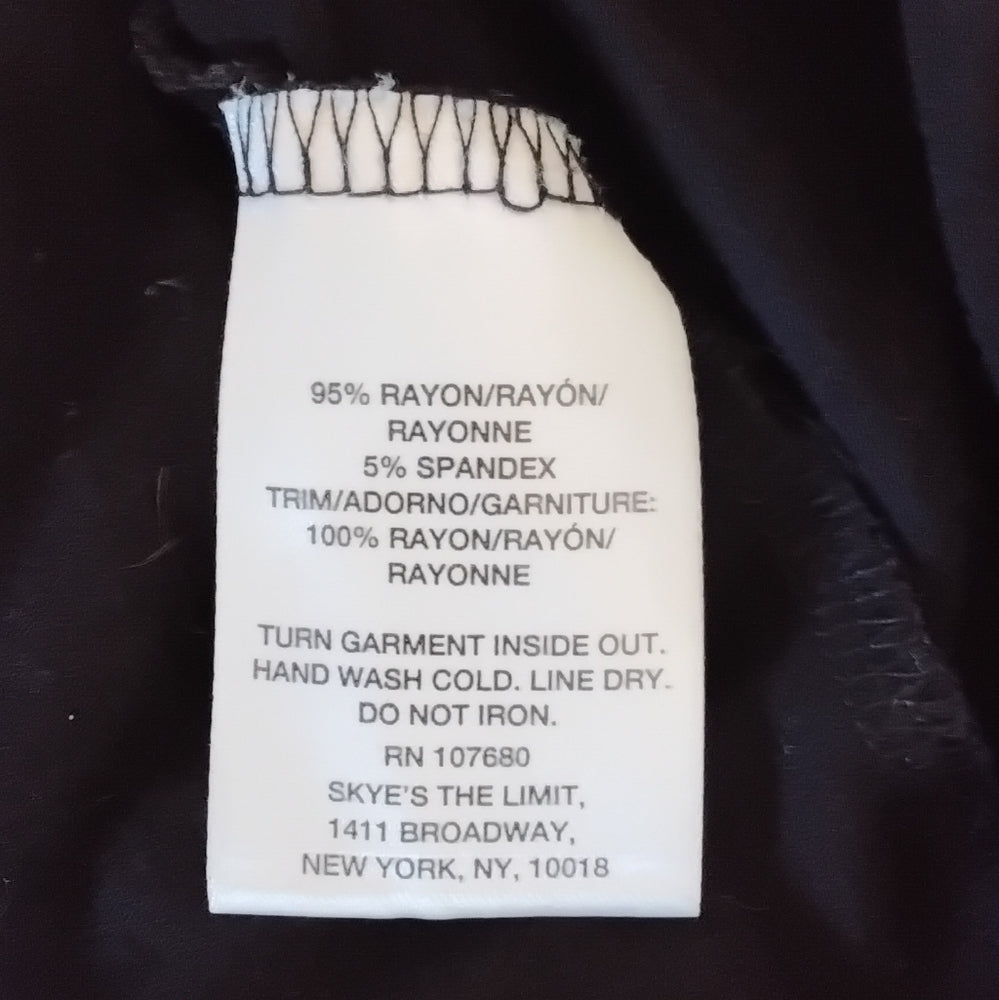 95% RAYON/RAYÓN/
RAYONNE
5% SPANDEX
TRIM/ADORNO/GARNITURE:
100% RAYON/RAYÓN/
RAYONNE
TURN GARMENT INSIDE OUT.
HAND WASH COLD. LINE DRY.
DO NOT IRON.
RN 107680
SKYE'S THE LIMIT,
1411 BROADWAY,
NEW YORK, NY, 10018